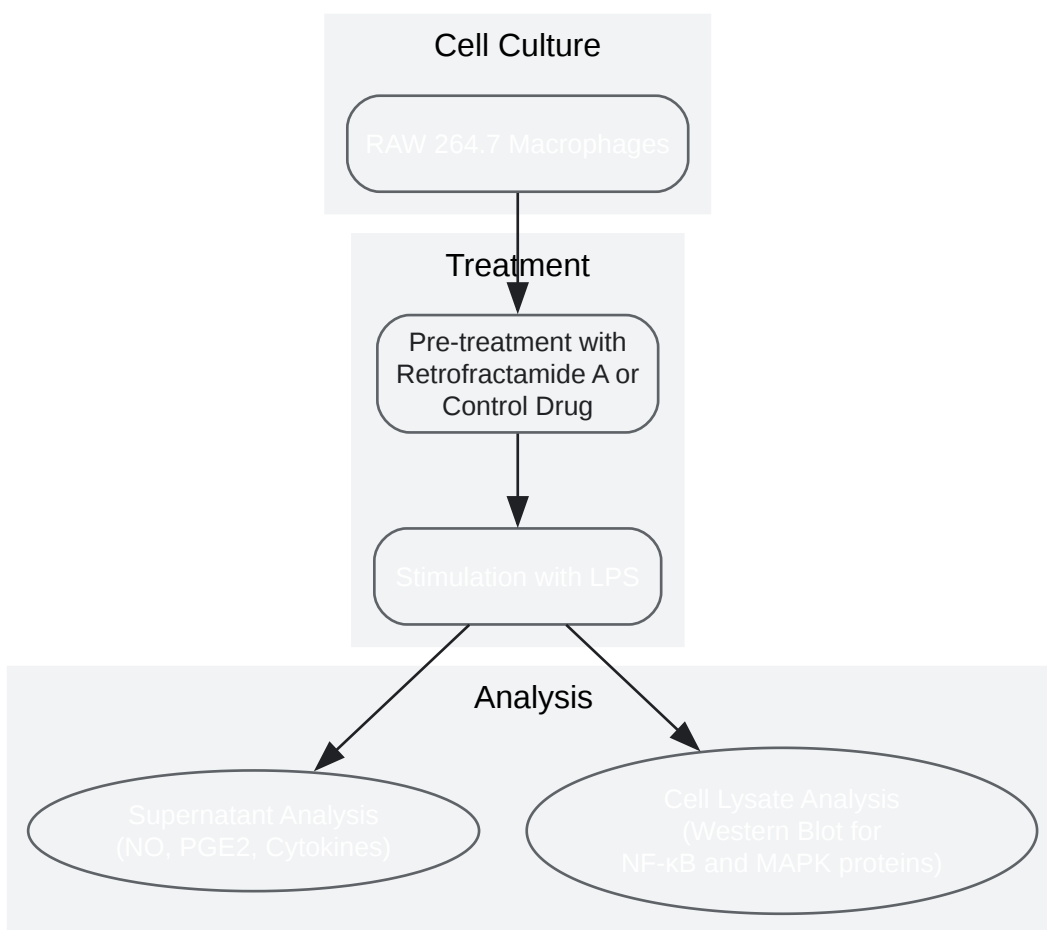 Cell Culture
RAW 264.7 Macrophages
Treatment
Pre-treatment with
Retrofractamide A or
Control Drug
Stimulation with LPS
Analysis
Supernatant Analysis
(NO, PGE2, Cytokines)
Cell Lysate Analysis
(Western Blot for
NF-κB and MAPK proteins)